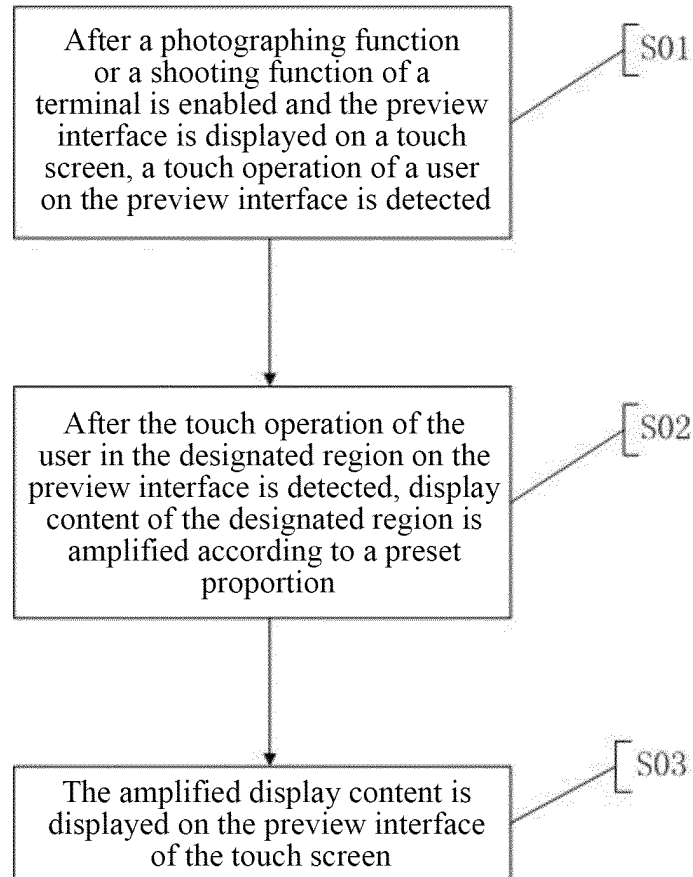 After a photographing function
or a shooting function of a
terminal is enabled and the preview
interface is displayed on a touch
screen, a touch operation of a user
on the preview interface is detected
S01
After the touch operation of the
user in the designated region on the
preview interface is detected, display
content of the designated region is
amplified according to a preset
proportion
S02
The amplified display content is
displayed on the preview interface
of the touch screen
S03